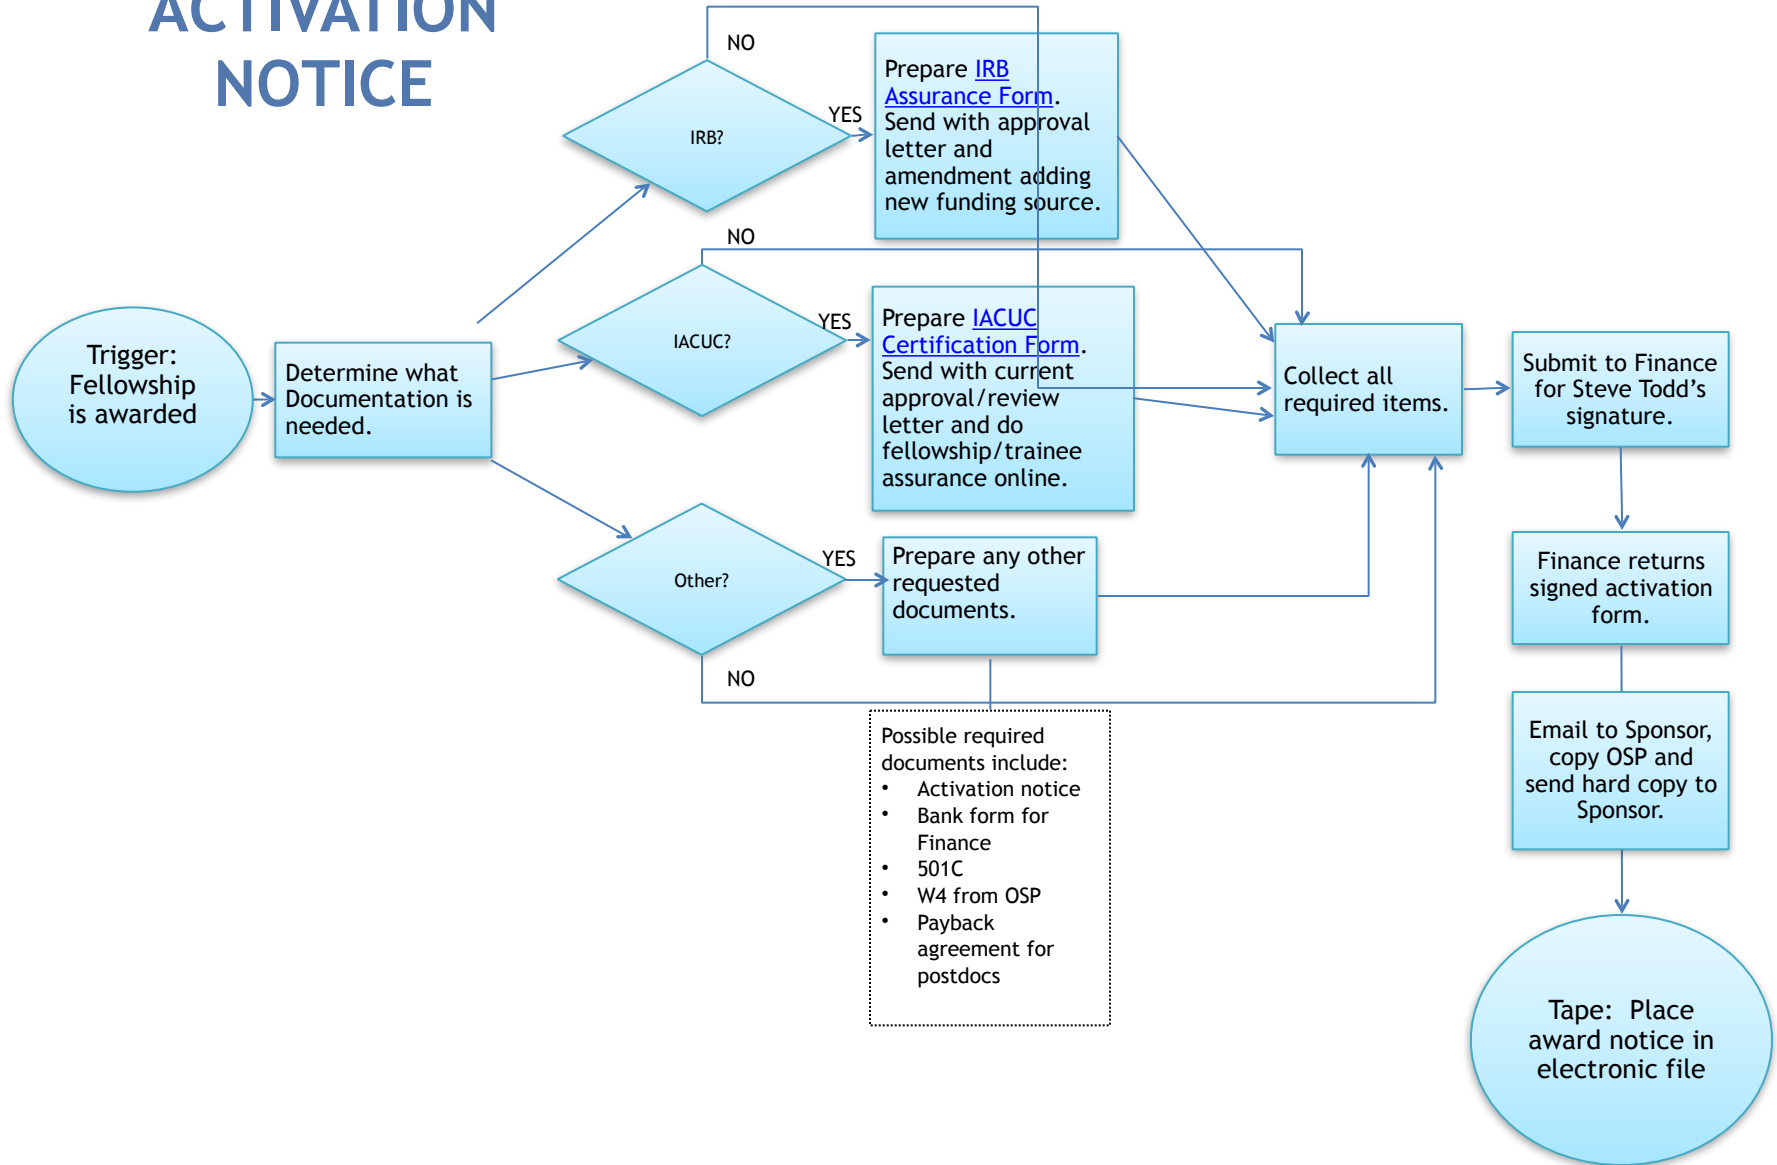 ACTIVATION
NOTICE
NO
IRB?
YES
Prepare IRB
Assurance Form.
Send with approval
letter and
amendment adding
new funding source.
NO
IACUC?
YES
Prepare IACUC
Certification Form.
Send with current
approval/review
letter and do
fellowship/trainee
assurance online.
Trigger:
Fellowship
is awarded
Determine what
Documentation is
needed.
Collect all
required items.
Submit to Finance
for Steve Todd’s
signature.
Other?
YES
Prepare any other
requested
documents.
NO
Finance returns
signed activation
form.
Possible required
documents include:
• Activation notice
• Bank form for
Finance
• 501C
• W4 from OSP
• Payback
agreement for
postdocs
Email to Sponsor,
copy OSP and
send hard copy to
Sponsor.
Tape: Place
award notice in
electronic file